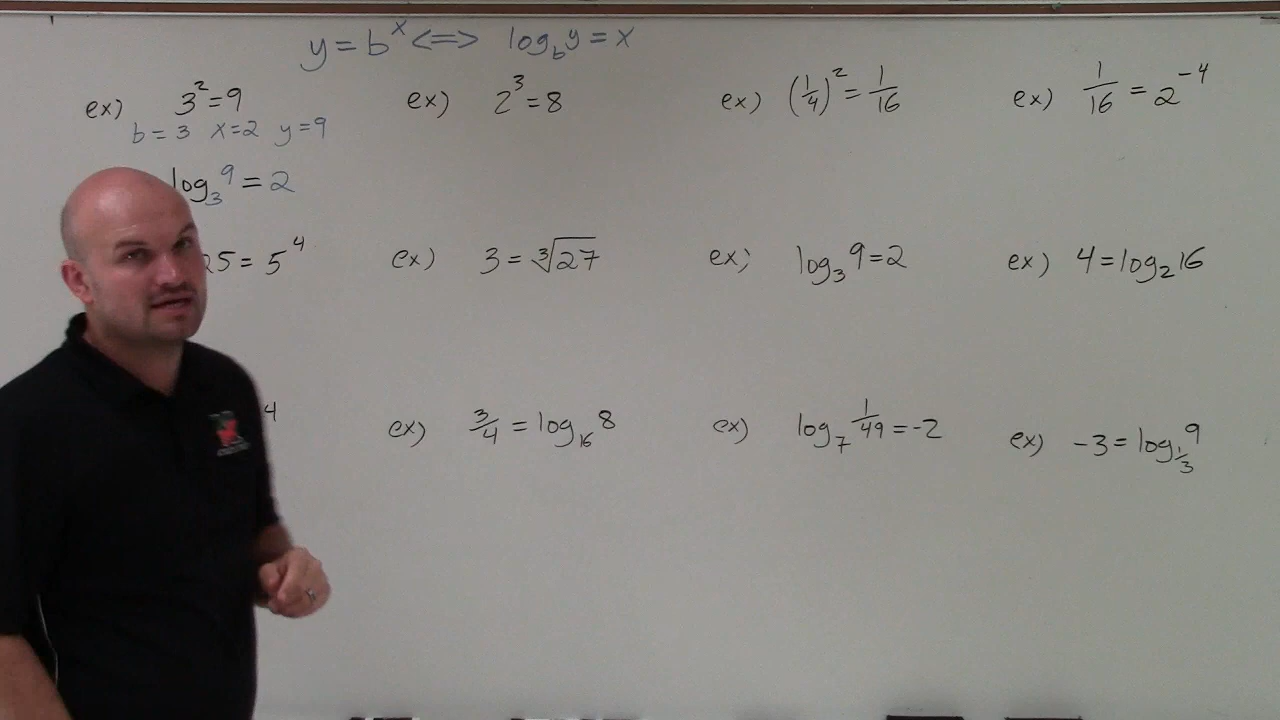 y = b^x <=> log_b y = x
ex) 3^2 = 9
b = 3 x = 2 y = 9
log_3 9 = 2
ex) 2^3 = 8
ex) (1/4)^2 = 1/16
ex) 1/16 = 2^-4
25 = 5^4
ex) 3 = ∛27
ex) log_3 9 = 2
ex) 4 = log_2 16
4
ex) 3/4 = log_16 8
ex) log_7 1/49 = -2
ex) -3 = log_1/3 9